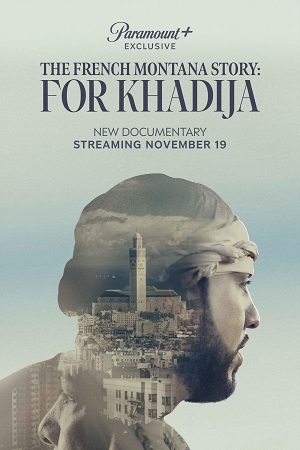 Paramount+
EXCLUSIVE
THE FRENCH MONTANA STORY:
FOR KHADIJA
NEW DOCUMENTARY
STREAMING NOVEMBER 19